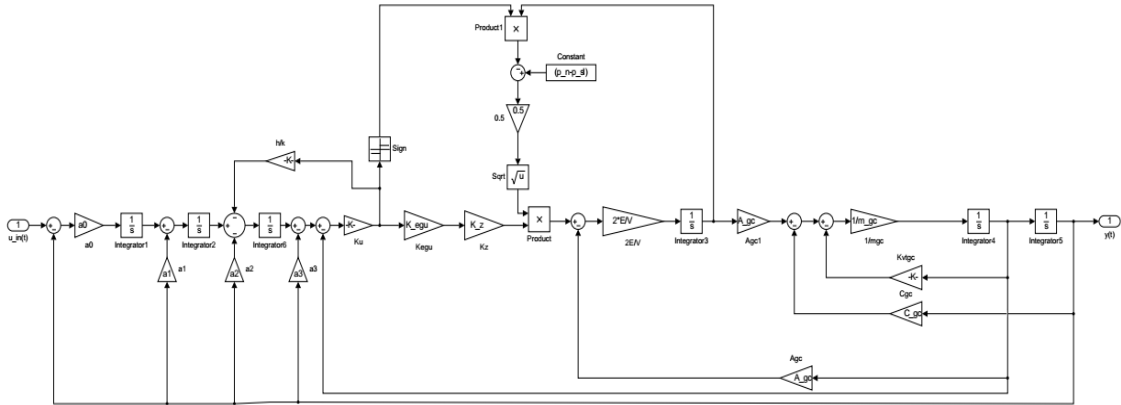 Product1
×
Constant
(p_n-p_sl)
0.5
0.5
Sign
h/k
-K-
Sqrt
√u
1
u_in(t)
a0
a0
1/s
Integrator1
1/s
Integrator2
1/s
Integrator6
-K-
Ku
K_egu
Kegu
K_z
Kz
×
Product
2*E/V
2E/V
1/s
Integrator3
A_gc
Agc1
1/m_gc
1/mgc
1/s
Integrator4
1/s
Integrator5
1
y(t)
a1
a1
a2
a2
a3
a3
Kvtgc
-K-
Cgc
C_gc
Agc
A_gc